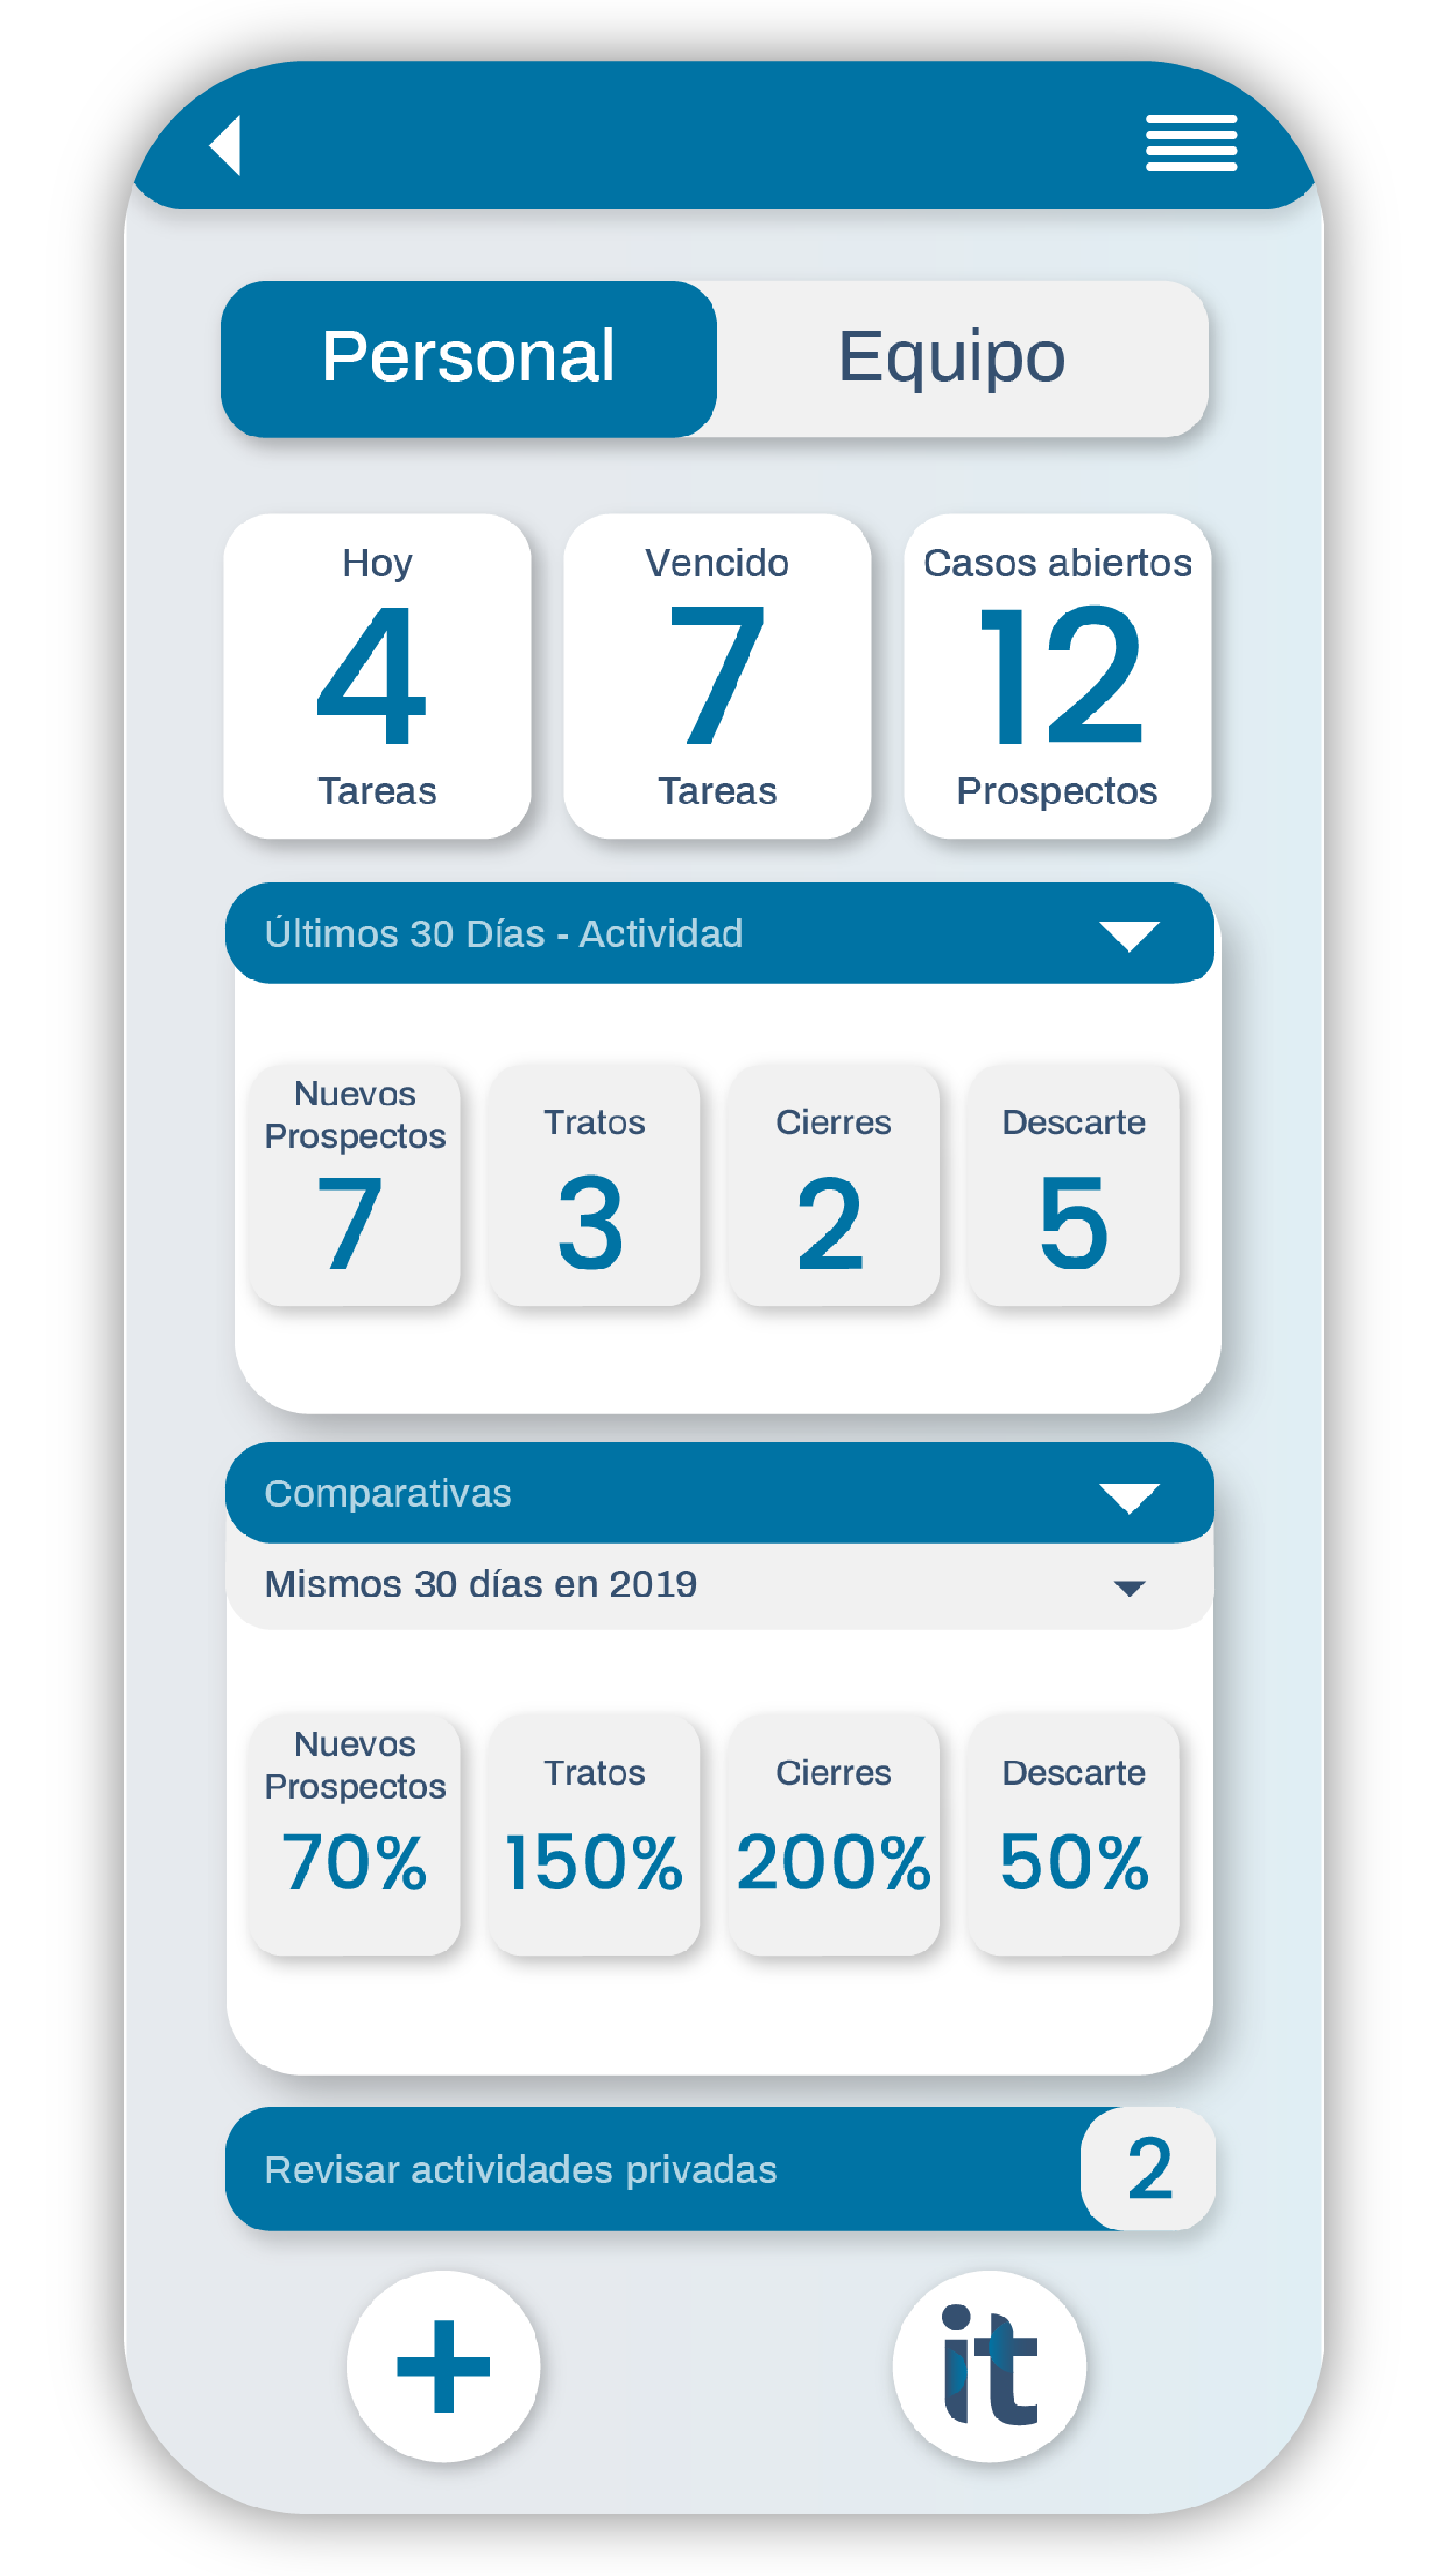 Personal
Equipo
Hoy
4
Tareas
Vencido
7
Tareas
Casos abiertos
12
Prospectos
Últimos 30 Días - Actividad
Nuevos
Prospectos
7
Tratos
3
Cierres
2
Descarte
5
Comparativas
Mismos 30 días en 2019
Nuevos
Prospectos
70%
Tratos
150%
Cierres
200%
Descarte
50%
Revisar actividades privadas
2
+
it